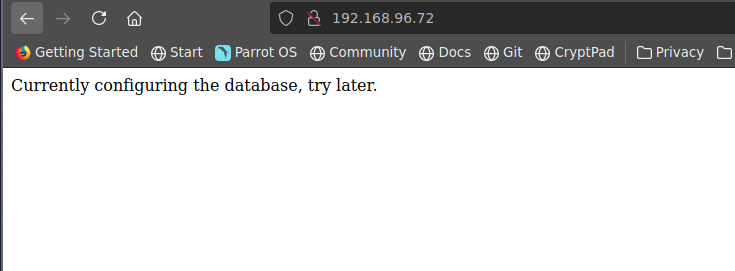 192.168.96.72
Getting Started Start Parrot OS Community Docs Git CryptPad Privacy
Currently configuring the database, try later.